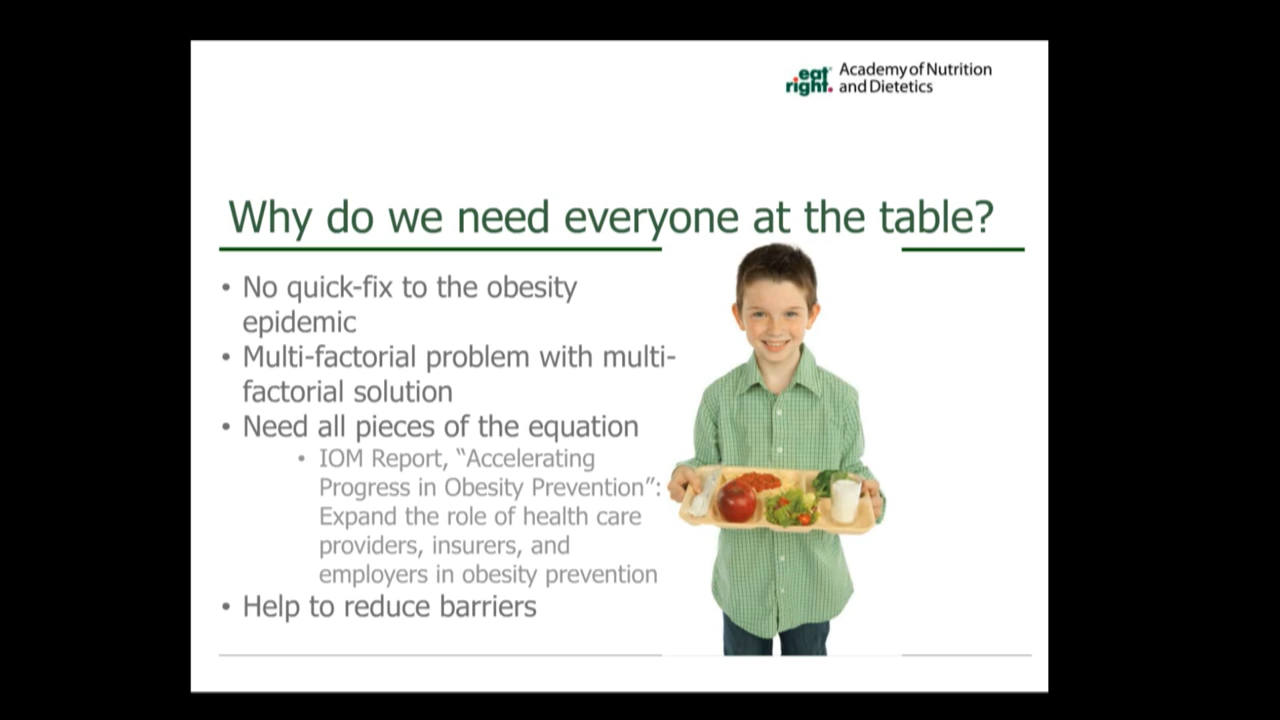 eat right. Academy of Nutrition and Dietetics
Why do we need everyone at the table?
• No quick-fix to the obesity
epidemic
• Multi-factorial problem with multi-
factorial solution
• Need all pieces of the equation
• IOM Report, “Accelerating
Progress in Obesity Prevention”:
Expand the role of health care
providers, insurers, and
employers in obesity prevention
• Help to reduce barriers